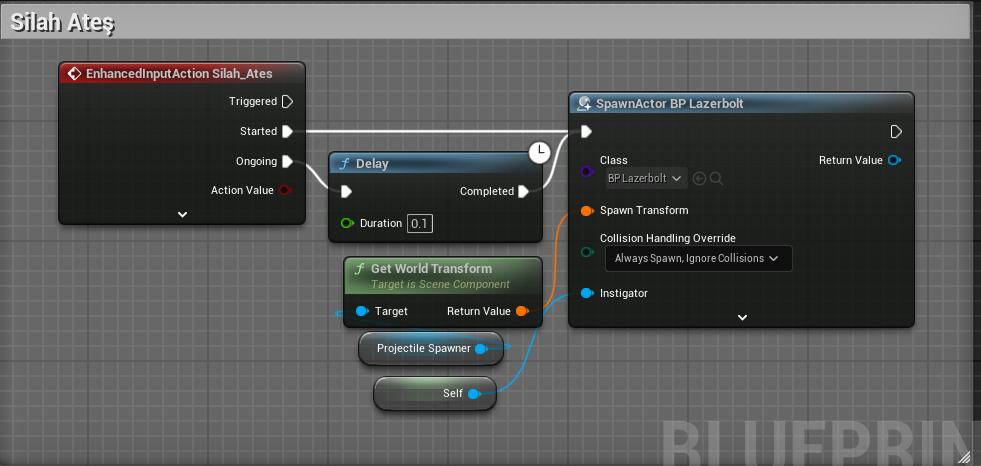 Silah Ateş
EnhancedInputAction Silah_Ates
Triggered
Started
Ongoing
Action Value
Delay
Completed
Duration 0.1
SpawnActor BP Lazerbolt
Class
BP Lazerbolt
Return Value
Spawn Transform
Collision Handling Override
Always Spawn, Ignore Collisions
Instigator
Get World Transform
Target is Scene Component
Target Return Value
Projectile Spawner
Self
BLUEPRIN